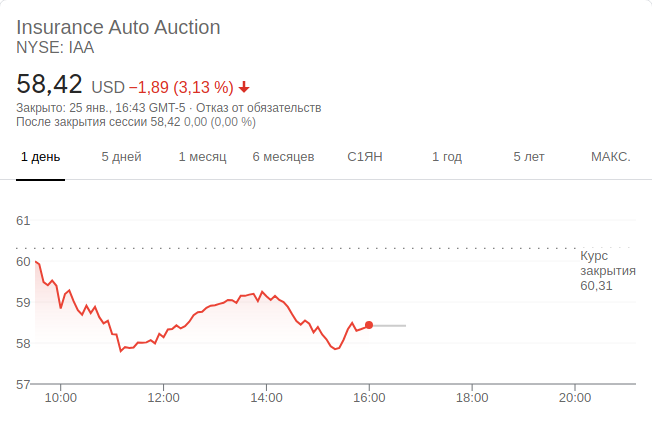 Insurance Auto Auction
NYSE: IAA
58,42 USD −1,89 (3,13 %)
Закрыто: 25 янв., 16:43 GMT-5 · Отказ от обязательств
После закрытия сессии 58,42 0,00 (0,00 %)
1 день 5 дней 1 месяц 6 месяцев С1ЯН 1 год 5 лет МАКС.
61
60
59
58
57
Курс
закрытия
60,31
10:00 12:00 14:00 16:00 18:00 20:00